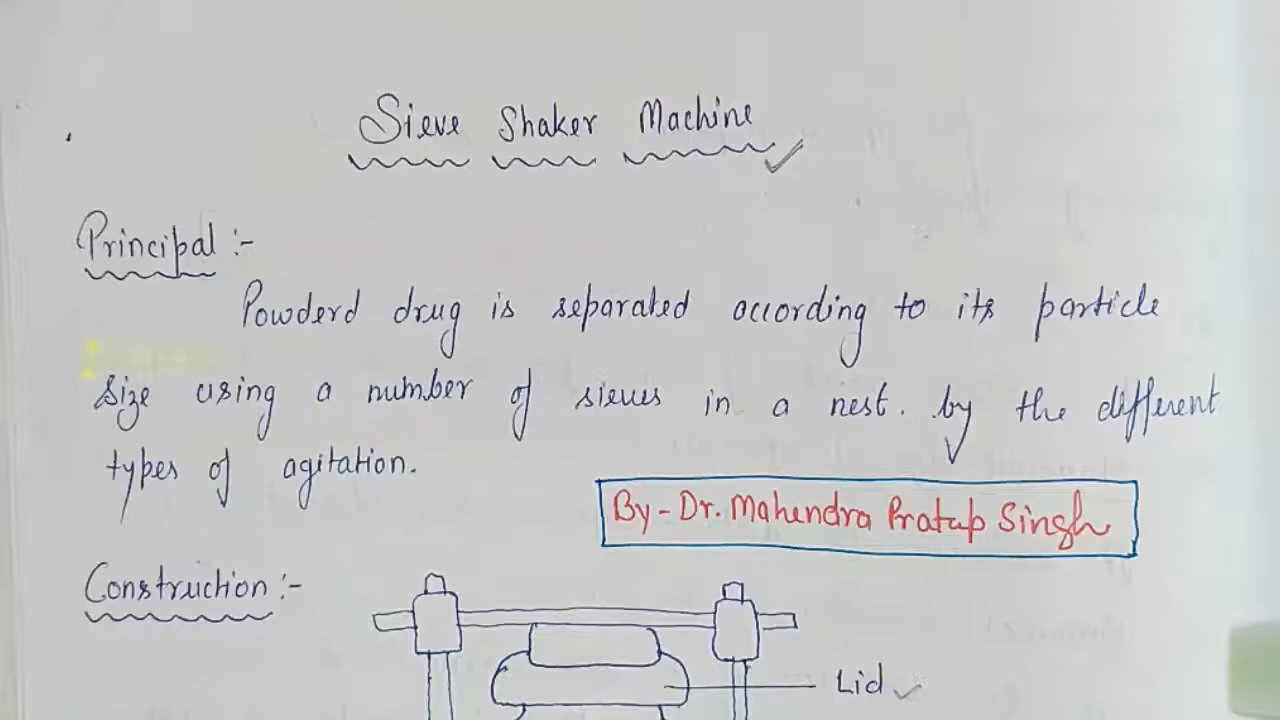 Sieve Shaker Machine
Principal :-
Powderd drug is separated according to its particle
size using a number of sieves in a nest. by the different
types of agitation.
By - Dr. Mahendra Pratap Singh
Construction :-
Lid